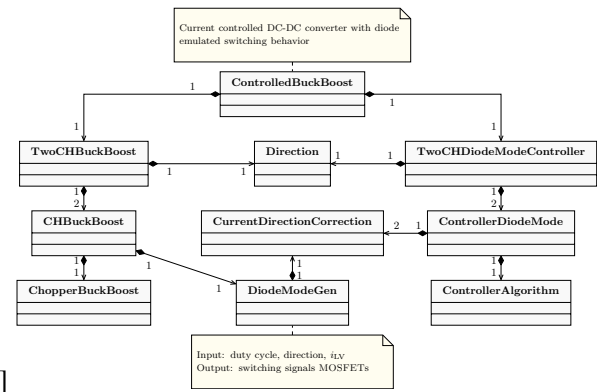 Current controlled DC-DC converter with diode
emulated switching behavior
ControlledBuckBoost
1
1
1
1
TwoCHBuckBoost
Direction
TwoCHDiodeModeController
1
1
1
1
1
2
1
2
CHBuckBoost
CurrentDirectionCorrection
ControllerDiodeMode
2
1
1
1
1
1
1
1
1
1
ChopperBuckBoost
DiodeModeGen
ControllerAlgorithm
Input: duty cycle, direction, iLV
Output: switching signals MOSFETs
]